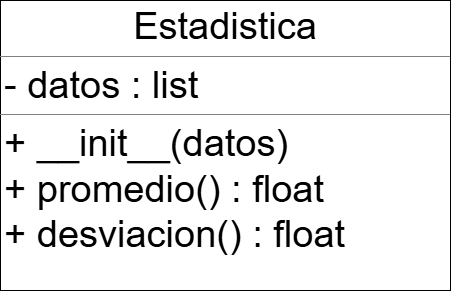 Estadistica
- datos : list
+ __init__(datos)
+ promedio() : float
+ desviacion() : float